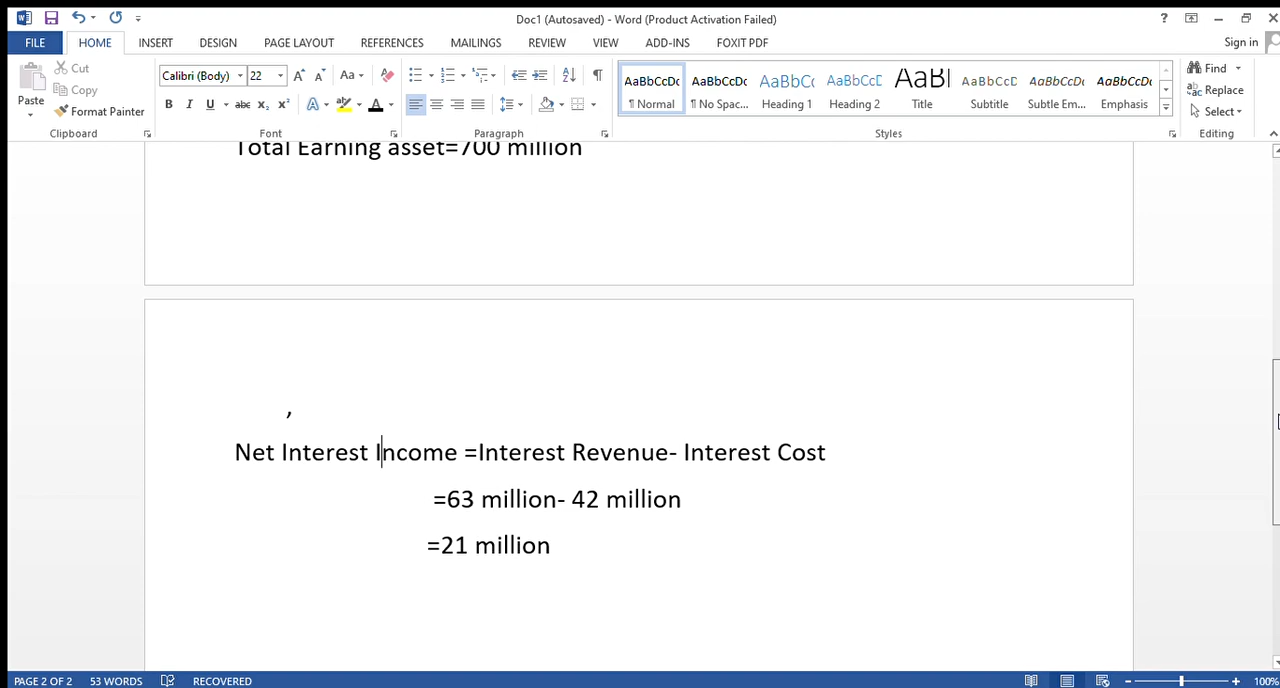 Doc1 (Autosaved) - Word (Product Activation Failed)
FILE HOME INSERT DESIGN PAGE LAYOUT REFERENCES MAILINGS REVIEW VIEW ADD-INS FOXIT PDF Sign in
Paste
Cut
Copy
Format Painter
Clipboard
Calibri (Body) 22
Font
Paragraph
AaBbCcDc AaBbCcDc AaBbCc AaBbCcD AaBl AaBbCcD AaBbCcDc AaBbCcDc
¶ Normal ¶ No Spac... Heading 1 Heading 2 Title Subtitle Subtle Em... Emphasis
Styles
Find
Replace
Select
Editing
Total Earning asset=700 million
,
Net Interest Income =Interest Revenue- Interest Cost
=63 million- 42 million
=21 million
PAGE 2 OF 2 53 WORDS RECOVERED 100%